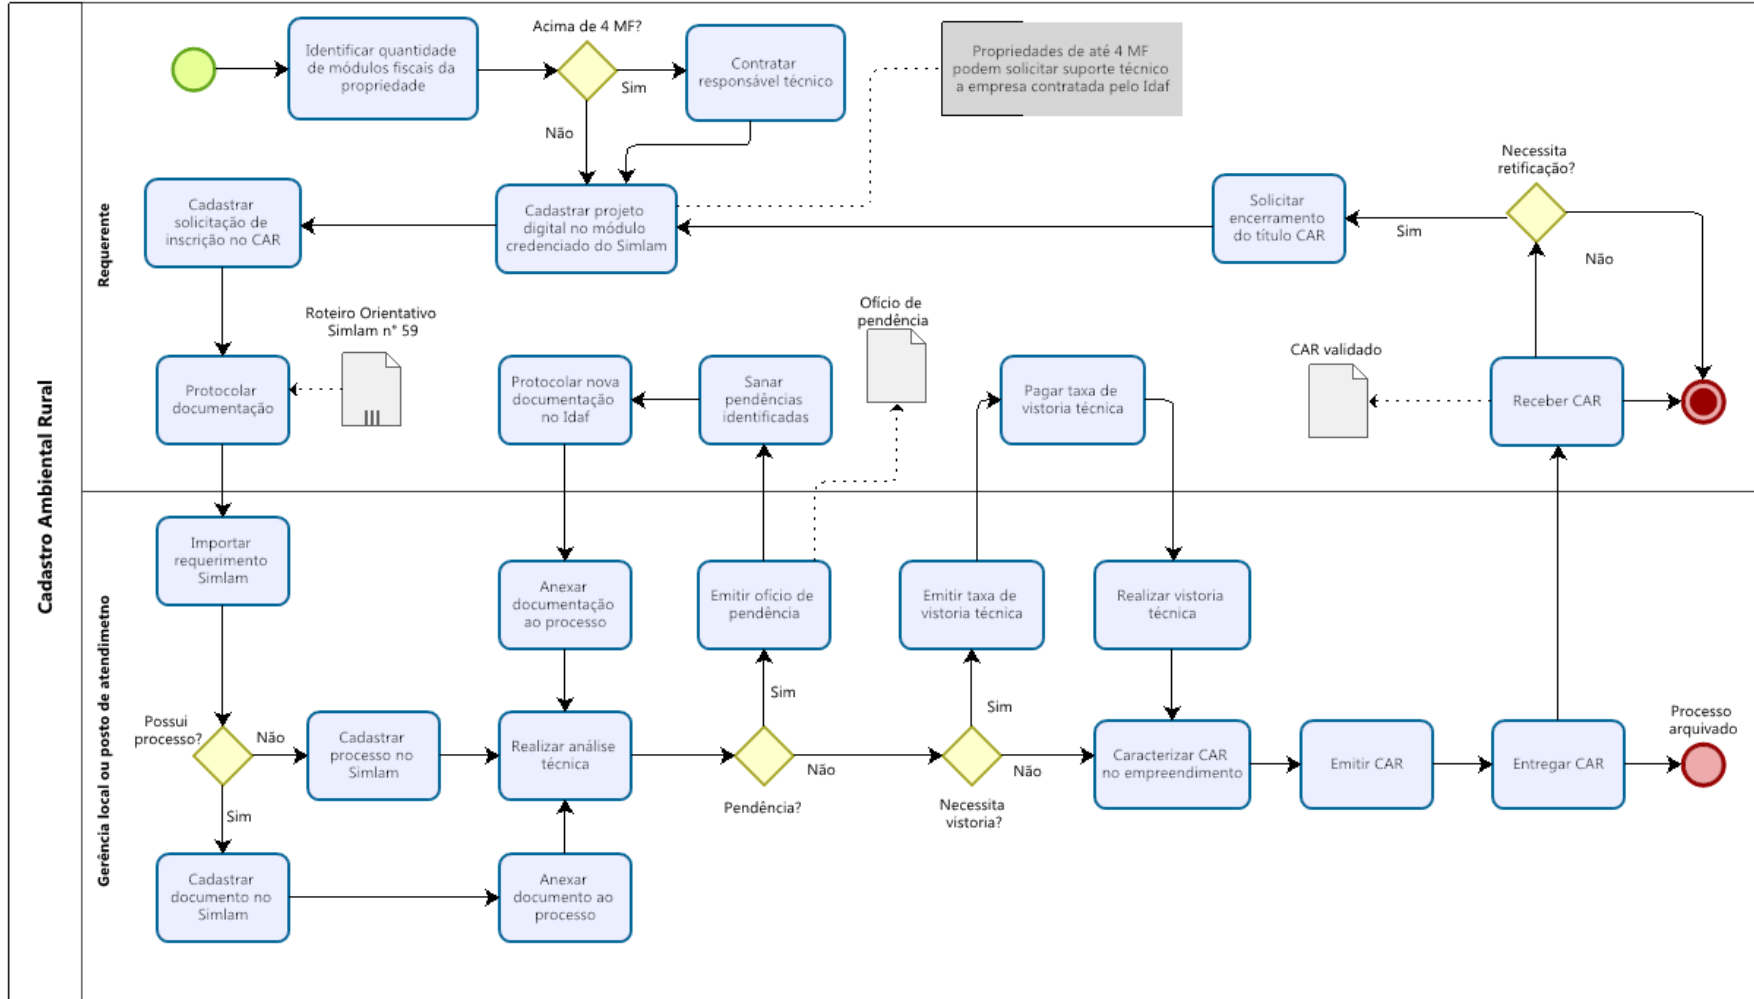 Cadastro Ambiental Rural
Requerente
Identificar quantidade
de módulos fiscais da
propriedade
Acima de 4 MF?
Sim
Não
Contratar
responsável técnico
Propriedades de até 4 MF
podem solicitar suporte técnico
a empresa contratada pelo Idaf
Cadastrar
solicitação de
inscrição no CAR
Cadastrar projeto
digital no módulo
credenciado do Simlam
Solicitar
encerramento
do título CAR
Necessita
retificação?
Sim
Não
Roteiro Orientativo
Simlam n° 59
Protocolar
documentação
Protocolar nova
documentação
no Idaf
Sanar
pendências
identificadas
Ofício de
pendência
Pagar taxa de
vistoria técnica
CAR validado
Receber CAR
Gerência local ou posto de atendimetno
Importar
requerimento
Simlam
Anexar
documentação
ao processo
Emitir ofício de
pendência
Emitir taxa de
vistoria técnica
Realizar vistoria
técnica
Possui
processo?
Não
Sim
Cadastrar
processo no
Simlam
Realizar análise
técnica
Sim
Não
Pendência?
Sim
Não
Necessita
vistoria?
Caracterizar CAR
no empreendimento
Emitir CAR
Entregar CAR
Processo
arquivado
Cadastrar
documento no
Simlam
Anexar
documento ao
processo